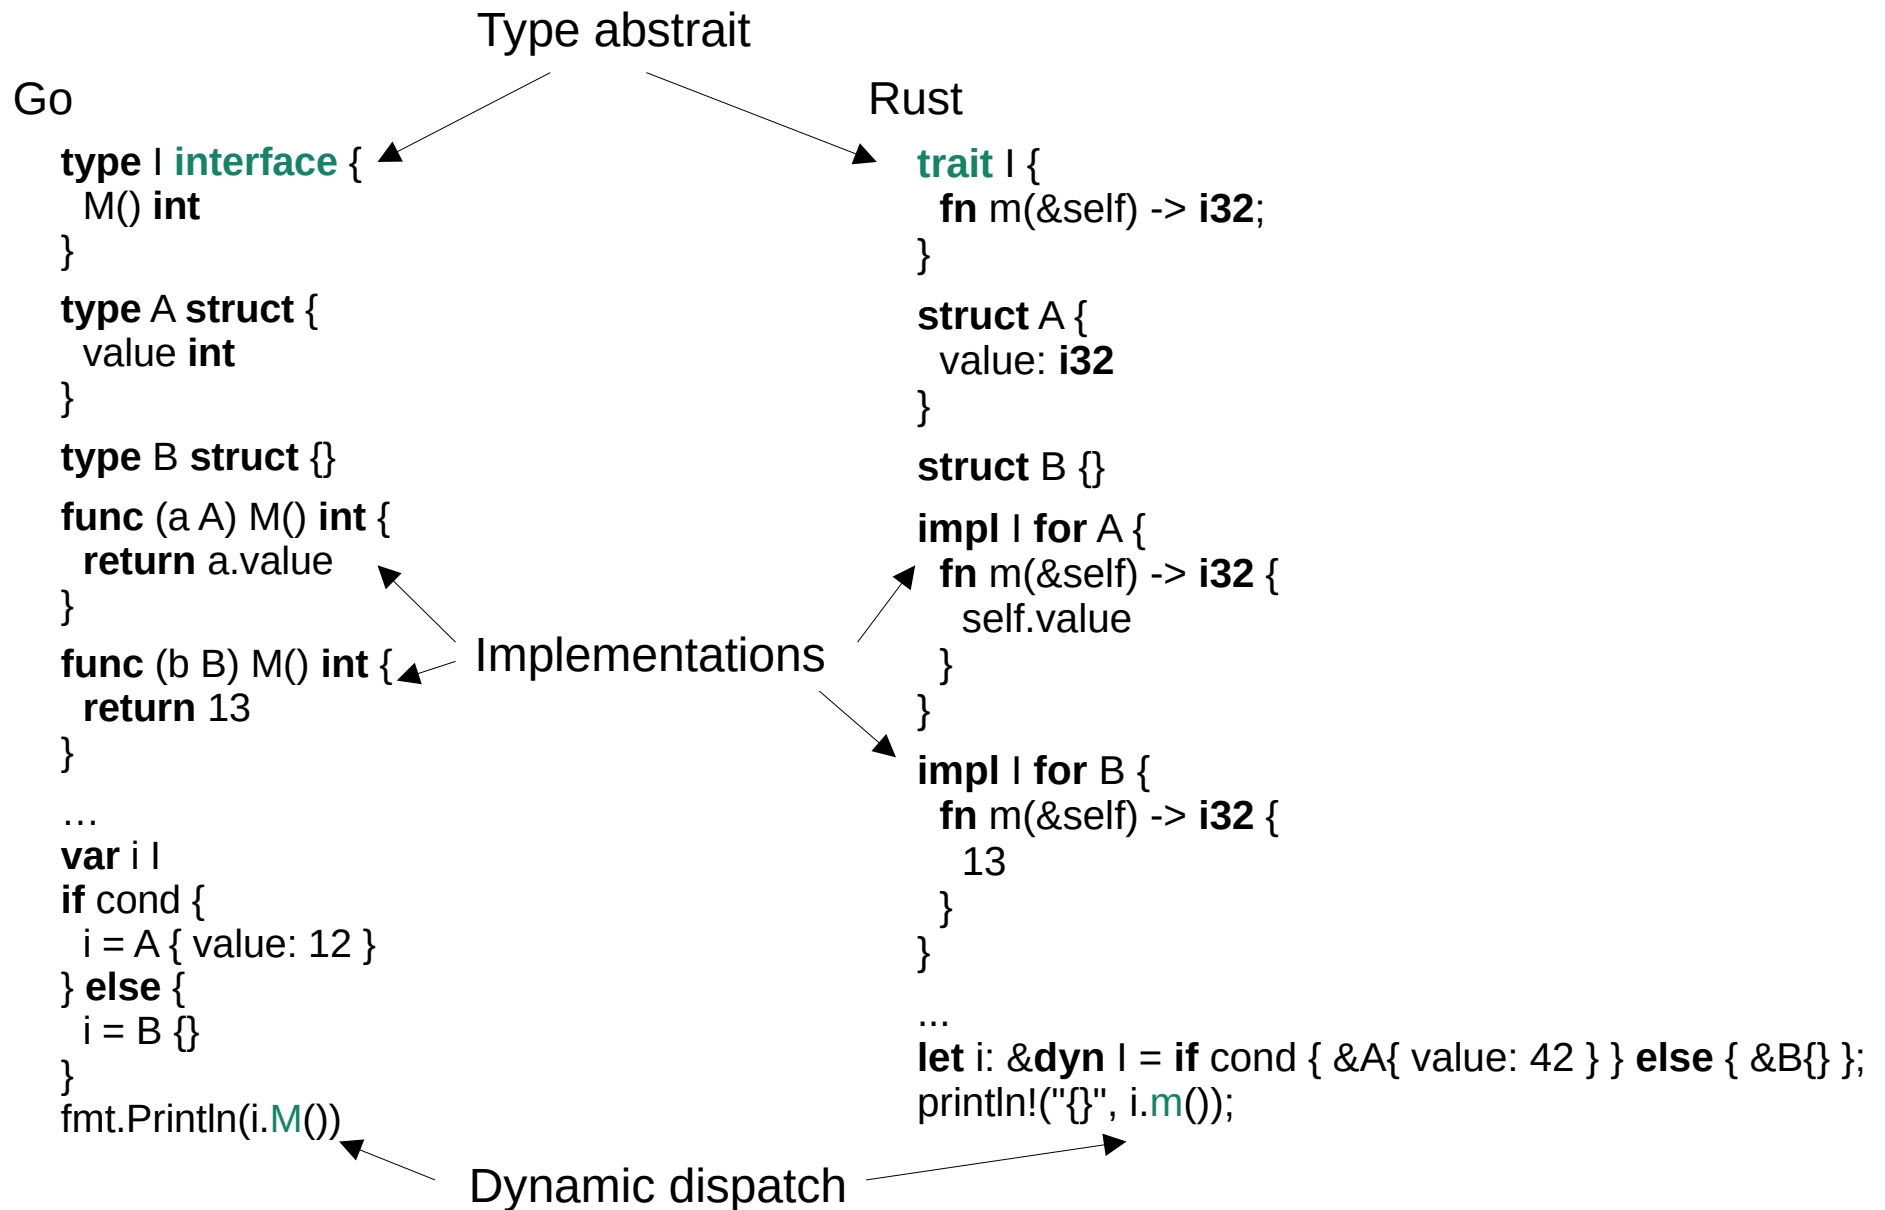 Type abstrait
Go
type I interface {
M() int
}
type A struct {
value int
}
type B struct {}
func (a A) M() int {
return a.value
}
func (b B) M() int {
return 13
}
…
var i I
if cond {
i = A { value: 12 }
} else {
i = B {}
}
fmt.Println(i.M())
Implementations
Rust
trait I {
fn m(&self) -> i32;
}
struct A {
value: i32
}
struct B {}
impl I for A {
fn m(&self) -> i32 {
self.value
}
}
impl I for B {
fn m(&self) -> i32 {
13
}
}
...
let i: &dyn I = if cond { &A{ value: 42 } } else { &B{} };
println!("{}", i.m());
Dynamic dispatch